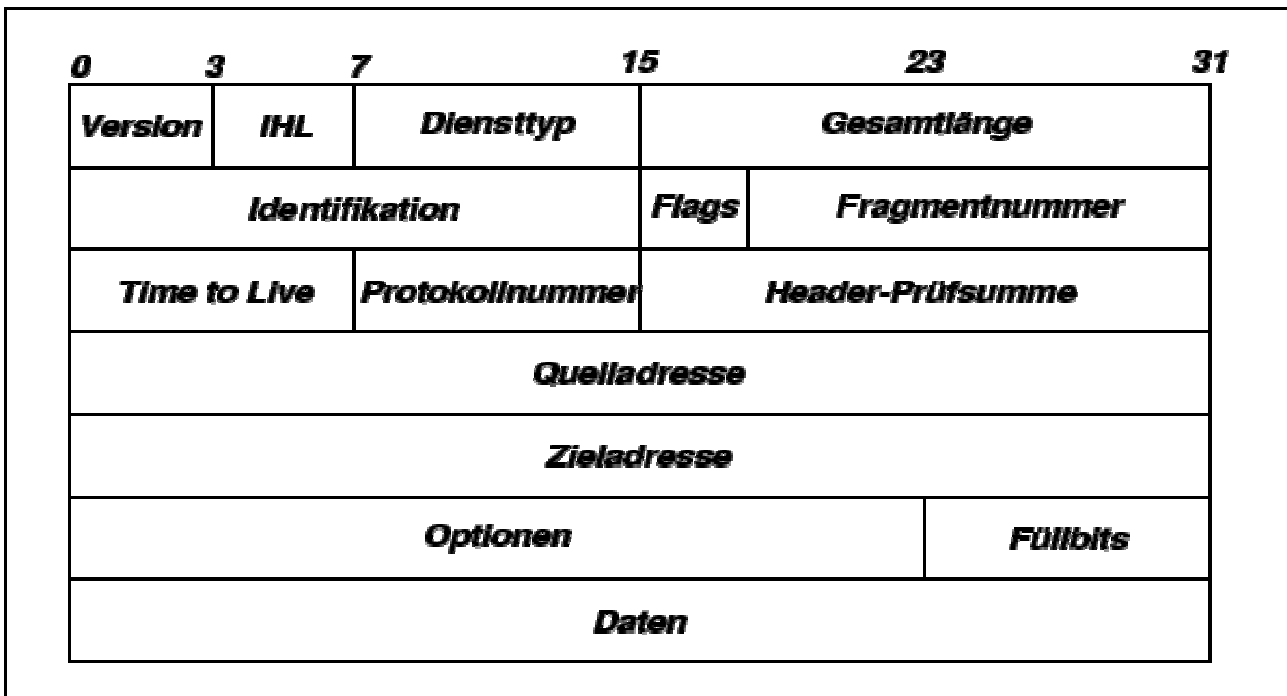 0 3 7 15 23 31
Version IHL Diensttyp Gesamtlänge
Identifikation Flags Fragmentnummer
Time to Live Protokollnummer Header-Prüfsumme
Quelladresse
Zieladresse
Optionen Füllbits
Daten